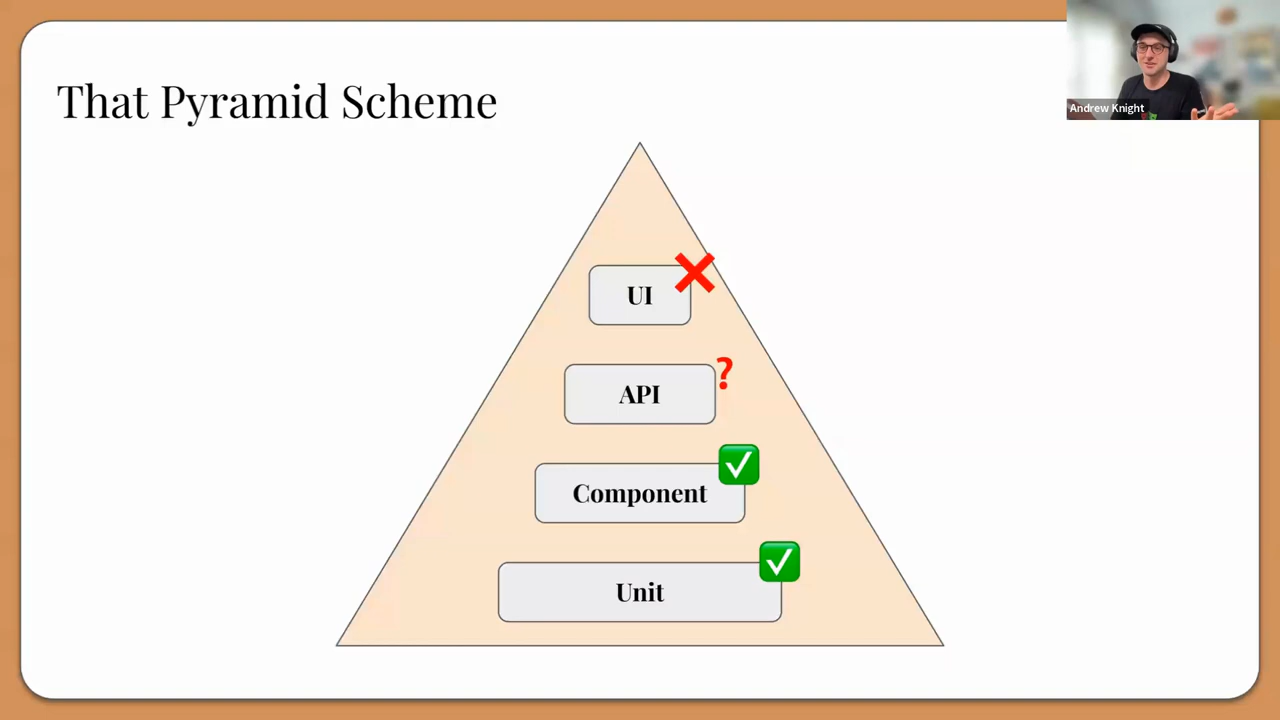 That Pyramid Scheme
Andrew Knight
UI
?
API
Component
Unit